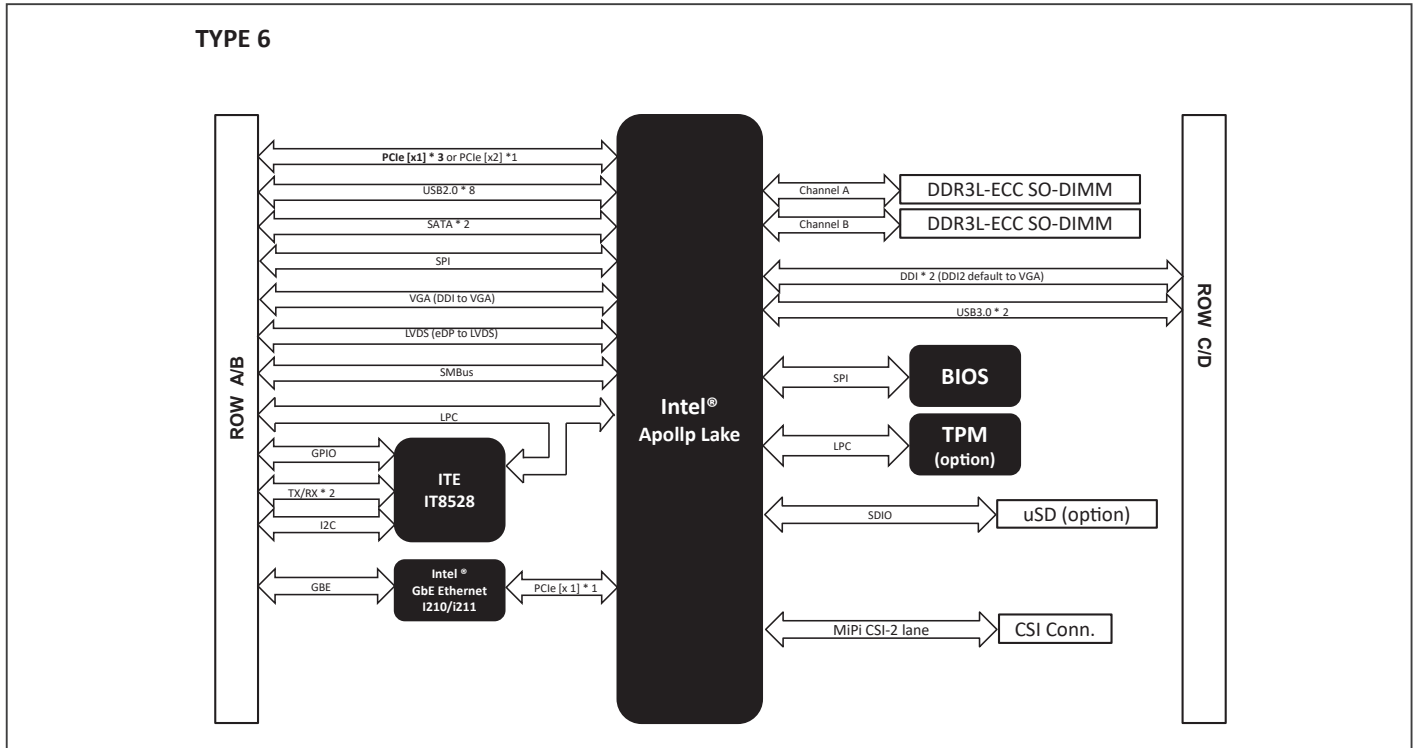 TYPE 6
ROW A/B
PCIe [x1] * 3 or PCIe [x2] *1
USB2.0 * 8
SATA * 2
SPI
VGA (DDI to VGA)
LVDS (eDP to LVDS)
SMBus
LPC
GPIO
TX/RX * 2
I2C
ITE
IT8528
GBE
Intel ®
GbE Ethernet
I210/i211
PCIe [x 1] * 1
Intel®
Apollp Lake
Channel A
DDR3L-ECC SO-DIMM
Channel B
DDR3L-ECC SO-DIMM
DDI * 2 (DDI2 default to VGA)
USB3.0 * 2
SPI
BIOS
LPC
TPM
(option)
SDIO
uSD (option)
MiPi CSI-2 lane
CSI Conn.
ROW C/D